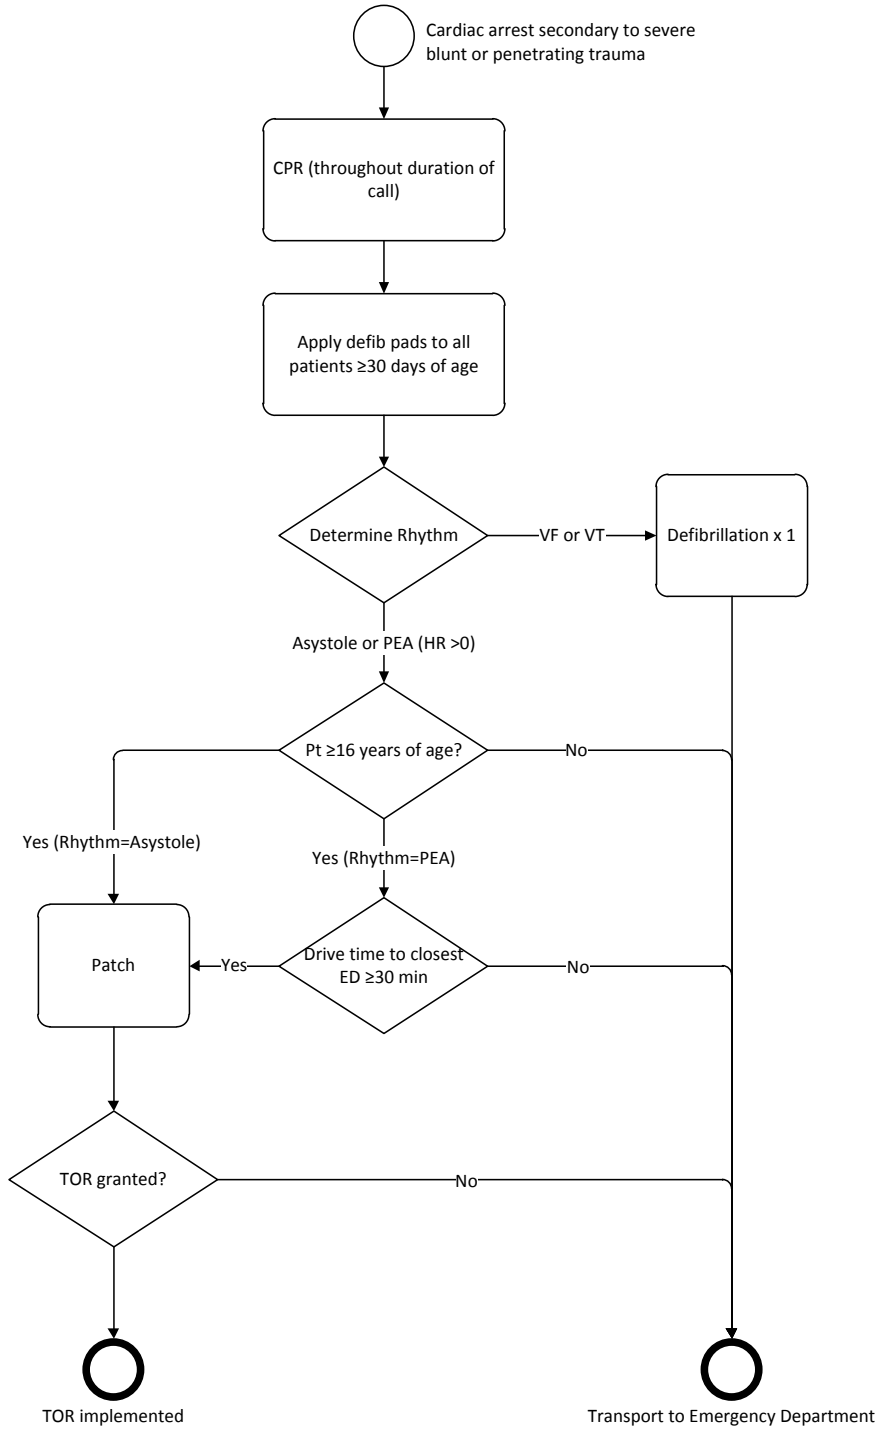 Cardiac arrest secondary to severe
blunt or penetrating trauma
CPR (throughout duration of
call)
Apply defib pads to all
patients ≥30 days of age
Determine Rhythm
VF or VT
Defibrillation x 1
Asystole or PEA (HR >0)
Pt ≥16 years of age?
No
Yes (Rhythm=Asystole)
Yes (Rhythm=PEA)
Patch
Yes
Drive time to closest
ED ≥30 min
No
TOR granted?
No
TOR implemented
Transport to Emergency Department